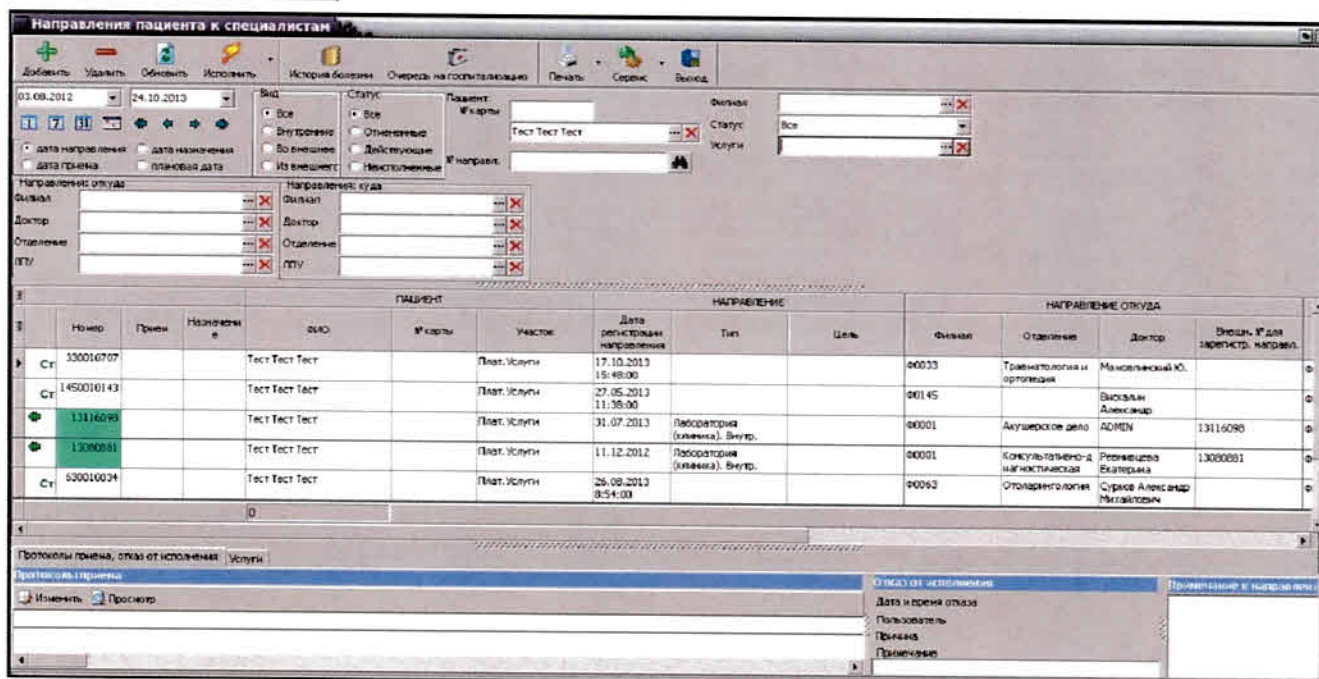 Направления пациента к специалистам
Добавить Удалить Обновить Исполнить История болезни Очередь на госпитализацию Печать Сервис Выход
03.08.2012 24.10.2013 Вид Статус Пациент Филиал
Все Все № карты
1 7 31 Внутренние Отмененные Тест Тест Тест Статус Все
дата направления дата назначения Во внешнее Действующие Услуги
дата приема плановая дата Из внешнего Неисполненные № направл.
Направления: откуда Направления: куда
Филиал Филиал
Доктор Доктор
Отделение Отделение
ЛПУ ЛПУ
ПАЦИЕНТ НАПРАВЛЕНИЕ НАПРАВЛЕНИЕ ОТКУДА
Номер Прием Назначени ФИО № карты Участок Дата Тип Цель Филиал Отделение Доктор Внешн. № для
е регистрации зарегистр. направл.
направления
Ст 330016707 Тест Тест Тест Плат. Услуги 17.10.2013 Ф0033 Травматология и
15:48:00 ортопедия
Ст 1450010143 Тест Тест Тест Плат. Услуги 27.05.2013 Ф0145
11:38:00 Александр
13116098 Тест Тест Тест Плат. Услуги 31.07.2013 Лаборатория Ф0001 Акушерское дело ADMIN 13116098
(клиника). Внутр.
13080881 Тест Тест Тест Плат. Услуги 11.12.2012 Лаборатория Ф0001 Консультативно-д 13080881
(клиника). Внутр. иагностическая Екатерина
Ст 630010034 Тест Тест Тест Плат. Услуги 26.08.2013 Ф0063 Отоларингология Сурков Александр
8:54:00 Михайлович
0
Протоколы приема, отказ от исполнения Услуги
Протоколы приема Отказ от исполнения Примечание к направлен
Изменить Просмотр Дата и время отказа
Пользователь
Причина
Примечание